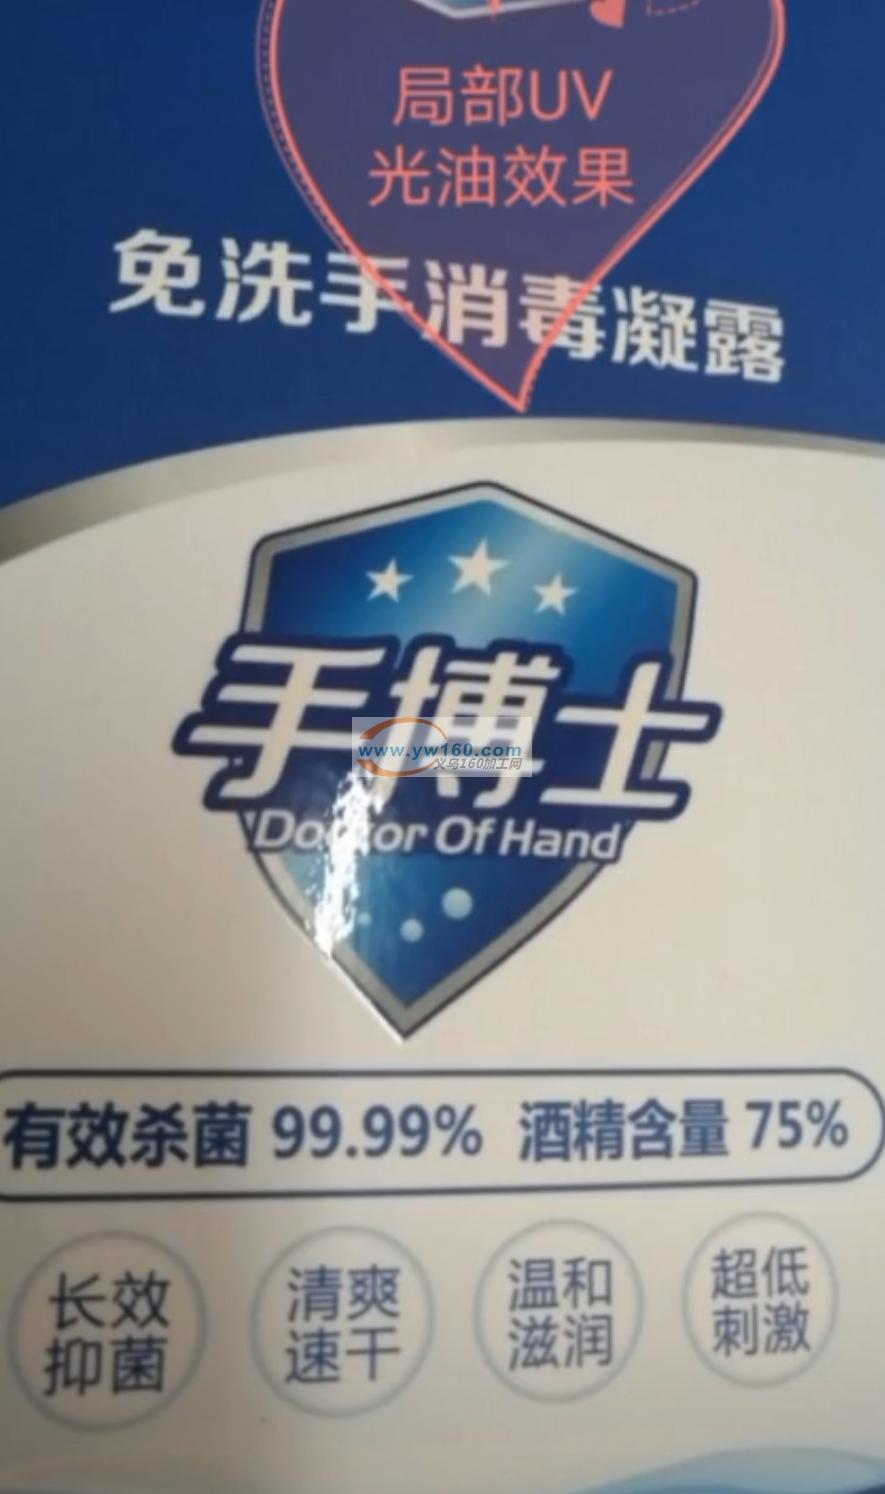 局部UV
光油效果
免洗手消毒凝露
手博士
www.yw160.com
义乌160加工网
Doctor Of Hand
有效杀菌 99.99% 酒精含量 75%
长效
抑菌
清爽
速干
温和
滋润
超低
刺激